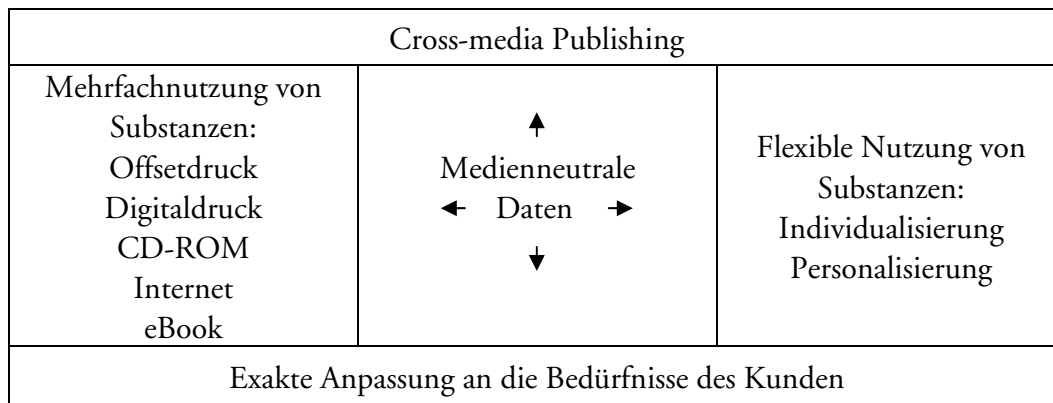 Cross-media Publishing
Mehrfachnutzung von
Substanzen:
Offsetdruck
Digitaldruck
CD-ROM
Internet
eBook
Medienneutrale
Daten
Flexible Nutzung von
Substanzen:
Individualisierung
Personalisierung
Exakte Anpassung an die Bedürfnisse des Kunden